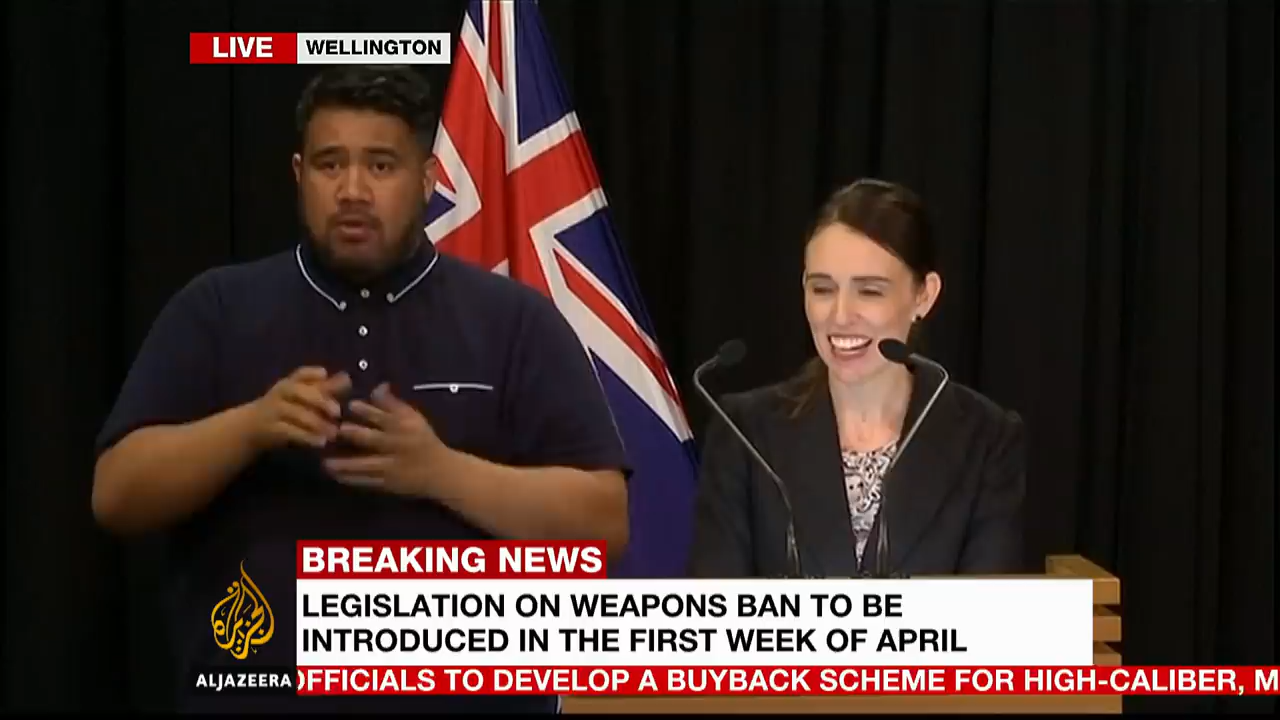 LIVE WELLINGTON
BREAKING NEWS
LEGISLATION ON WEAPONS BAN TO BE
INTRODUCED IN THE FIRST WEEK OF APRIL
الجزيرة
ALJAZEERA
OFFICIALS TO DEVELOP A BUYBACK SCHEME FOR HIGH-CALIBER, M